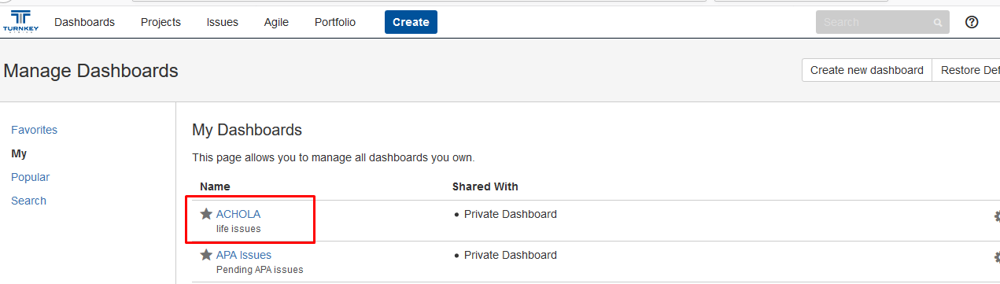 TURNKEY
Dashboards Projects Issues Agile Portfolio Create Search
Manage Dashboards
Create new dashboard Restore Def
Favorites
My
Popular
Search
My Dashboards
This page allows you to manage all dashboards you own.
Name Shared With
ACHOLA • Private Dashboard
life issues
APA Issues • Private Dashboard
Pending APA issues